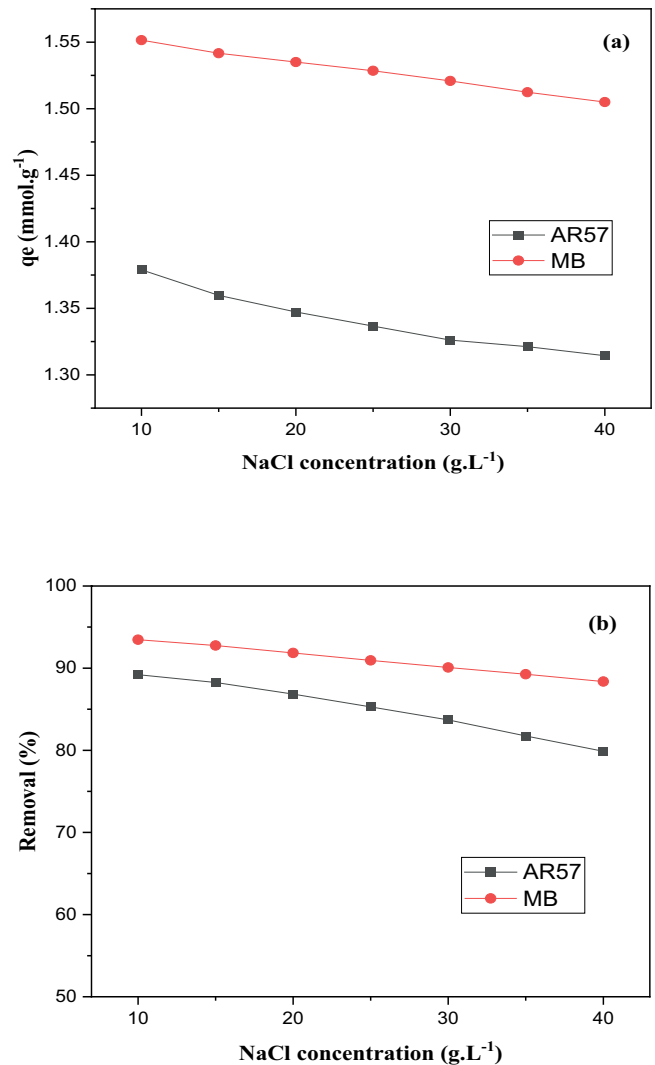 (a)
1.55
1.50
1.45
1.40
1.35
1.30
qe (mmol.g⁻¹)
AR57
MB
10
20
30
40
NaCl concentration (g.L⁻¹)
(b)
100
90
80
70
60
50
Removal (%)
AR57
MB
10
20
30
40
NaCl concentration (g.L⁻¹)